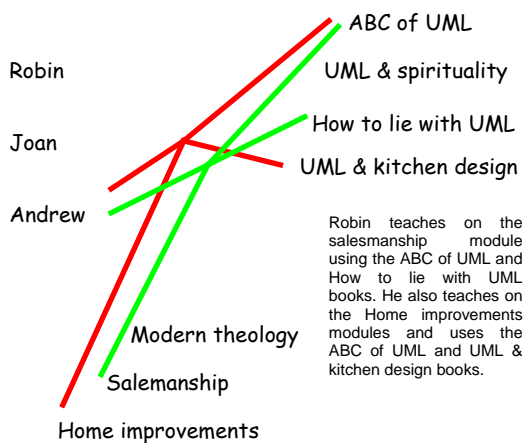 ABC of UML
Robin
UML & spirituality
How to lie with UML
Joan
UML & kitchen design
Andrew
Robin teaches on the
salesmanship module
using the ABC of UML and
How to lie with UML
books. He also teaches on
the Home improvements
modules and uses the
ABC of UML and UML &
kitchen design books.
Modern theology
Salemanship
Home improvements